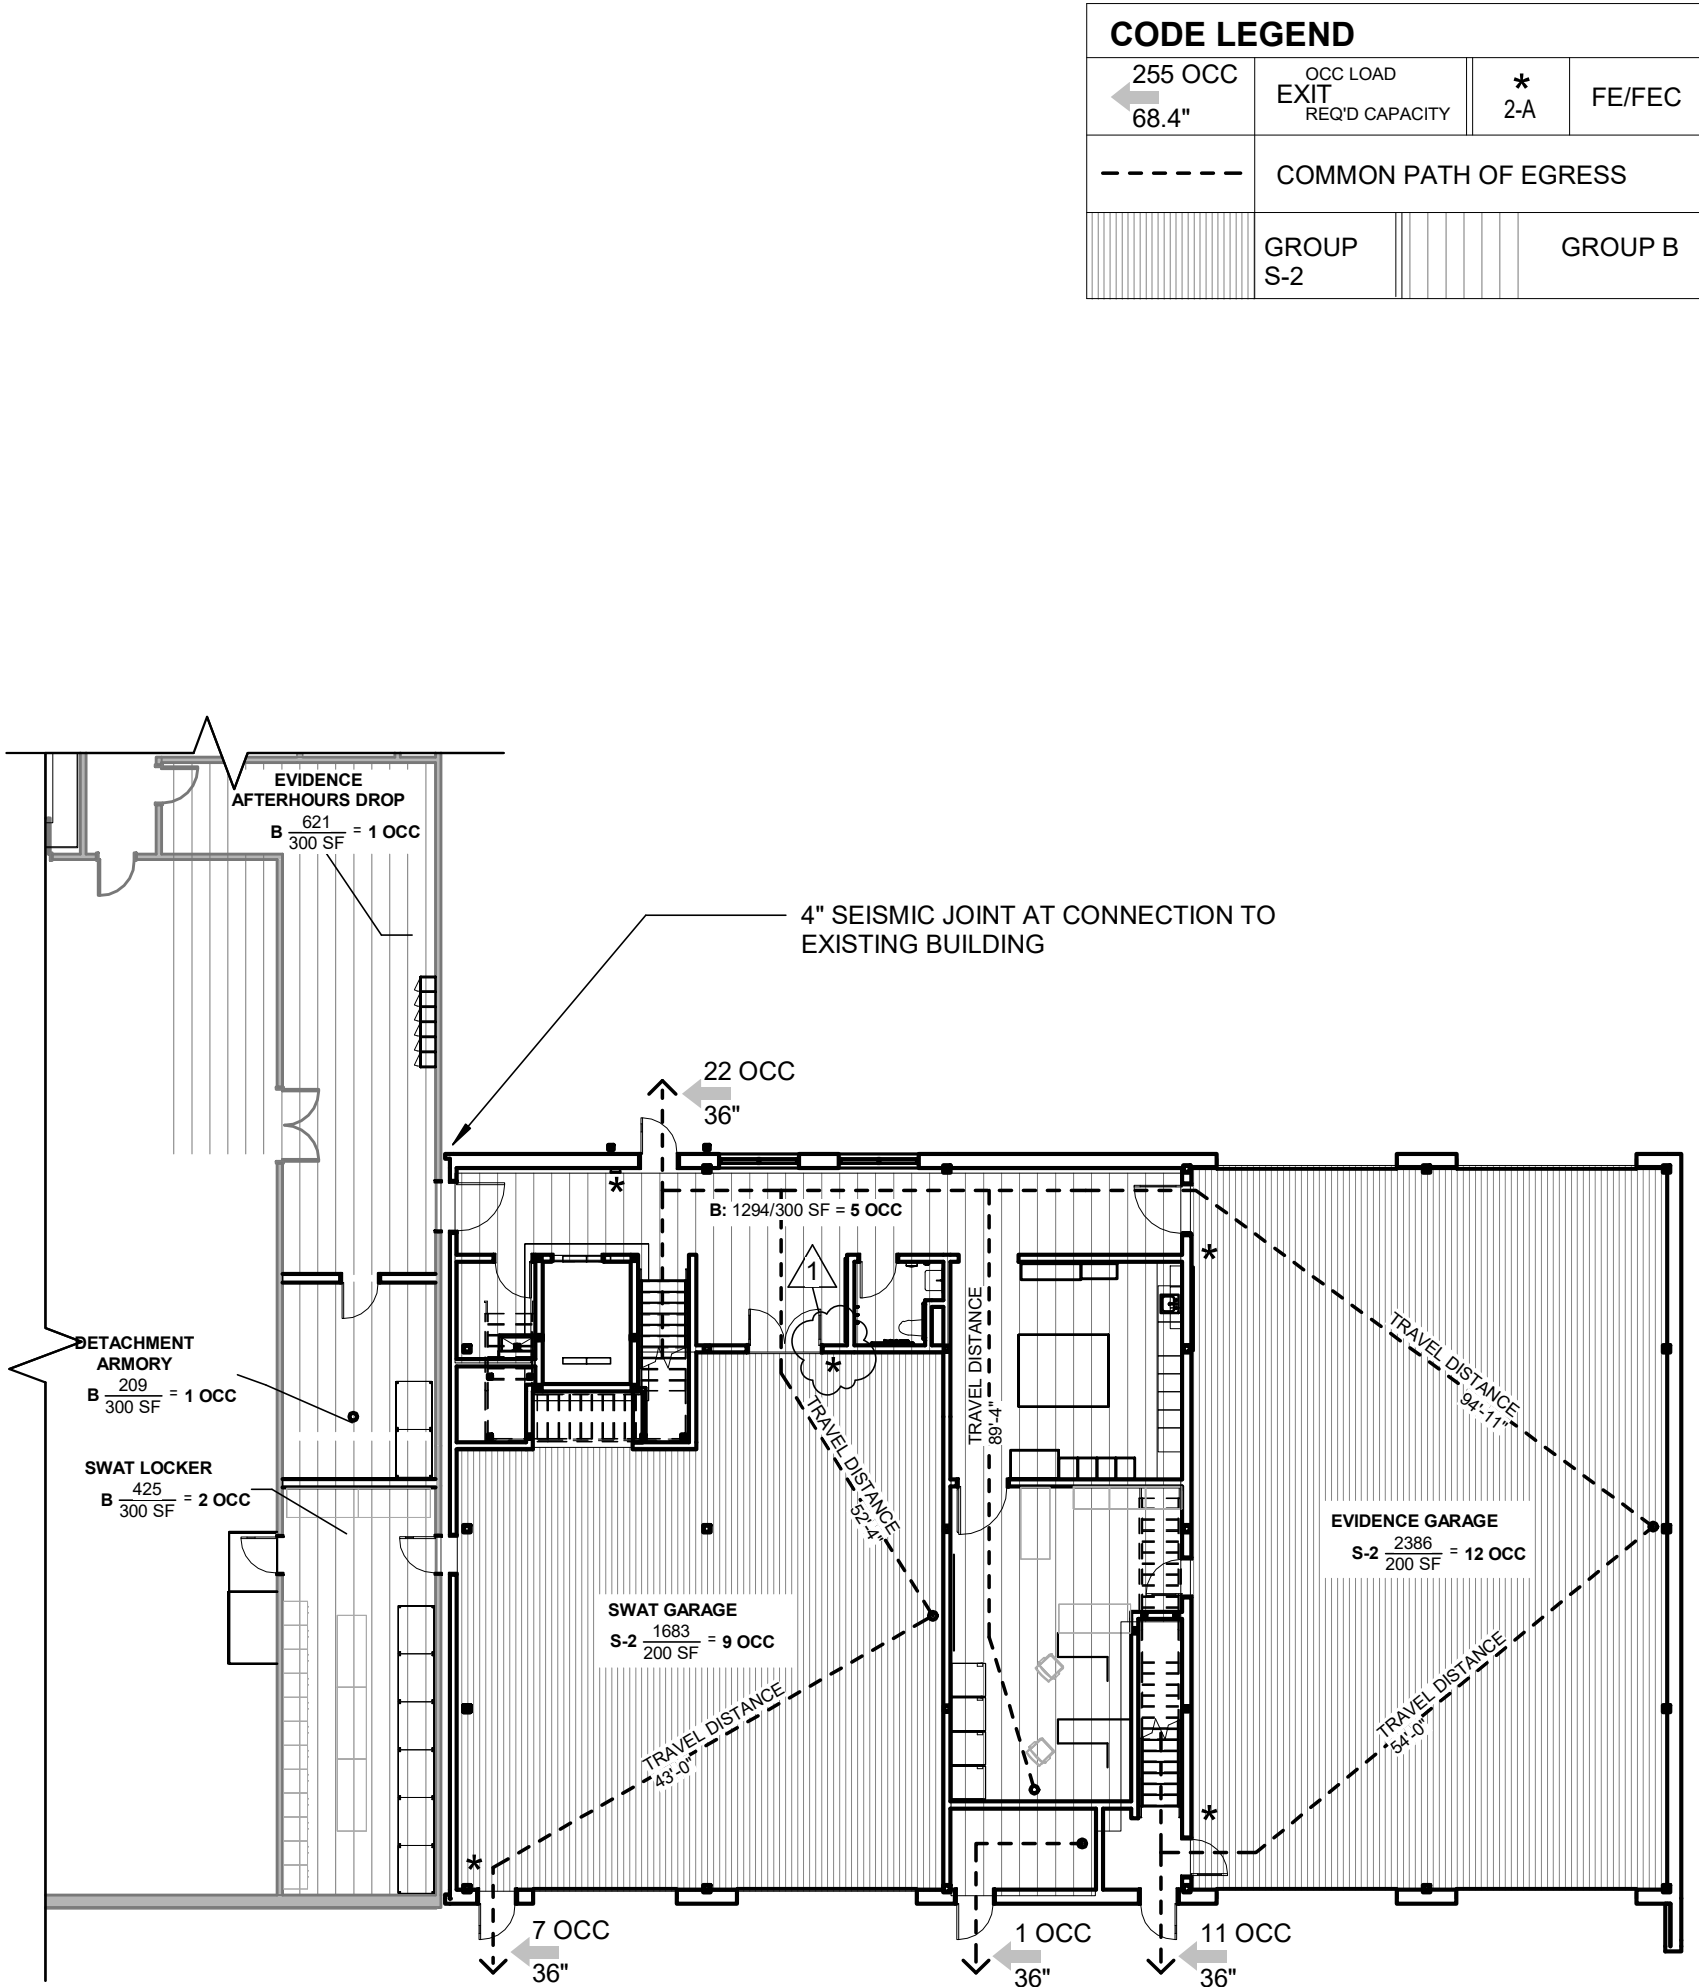 CODE LEGEND
255 OCC
68.4"
OCC LOAD
EXIT
REQ'D CAPACITY
*
2-A
FE/FEC
COMMON PATH OF EGRESS
GROUP
S-2
GROUP B
EVIDENCE
AFTERHOURS DROP
B 621
300 SF = 1 OCC
4" SEISMIC JOINT AT CONNECTION TO
EXISTING BUILDING
22 OCC
36"
*
B: 1294/300 SF = 5 OCC
*
1
*
DETACHMENT
ARMORY
B 209
300 SF = 1 OCC
SWAT LOCKER
B 425
300 SF = 2 OCC
TRAVEL DISTANCE
52'-4"
TRAVEL DISTANCE
89'-4"
TRAVEL DISTANCE
94'-11"
EVIDENCE GARAGE
S-2 2386
200 SF = 12 OCC
SWAT GARAGE
S-2 1683
200 SF = 9 OCC
TRAVEL DISTANCE
43'-0"
TRAVEL DISTANCE
54'-0"
*
*
7 OCC
36"
1 OCC
36"
11 OCC
36"